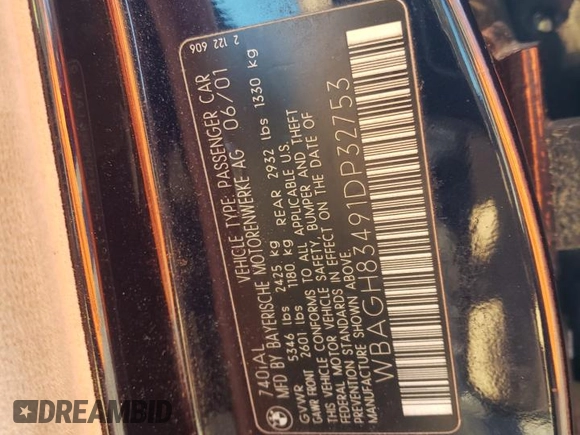 740iAL VEHICLE TYPE: PASSENGER CAR 2 122 606
MFD BY BAYERISCHE MOTORENWERKE AG 06/01
GVWR 5346 lbs 2425 kg REAR 2932 lbs 1330 kg
GAWR FRONT 2601 lbs 1180 kg
THIS VEHICLE CONFORMS TO ALL APPLICABLE U.S.
FEDERAL MOTOR VEHICLE SAFETY, BUMPER AND THEFT
PREVENTION STANDARDS IN EFFECT ON THE DATE OF
MANUFACTURE SHOWN ABOVE.
WBAGH83491DP32753
DREAMBID